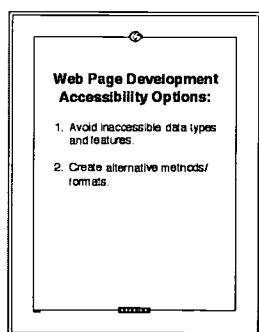 Web Page Development
Accessibility Options:
1. Avoid inaccessible data types
and features.
2. Create alternative methods/
formats.